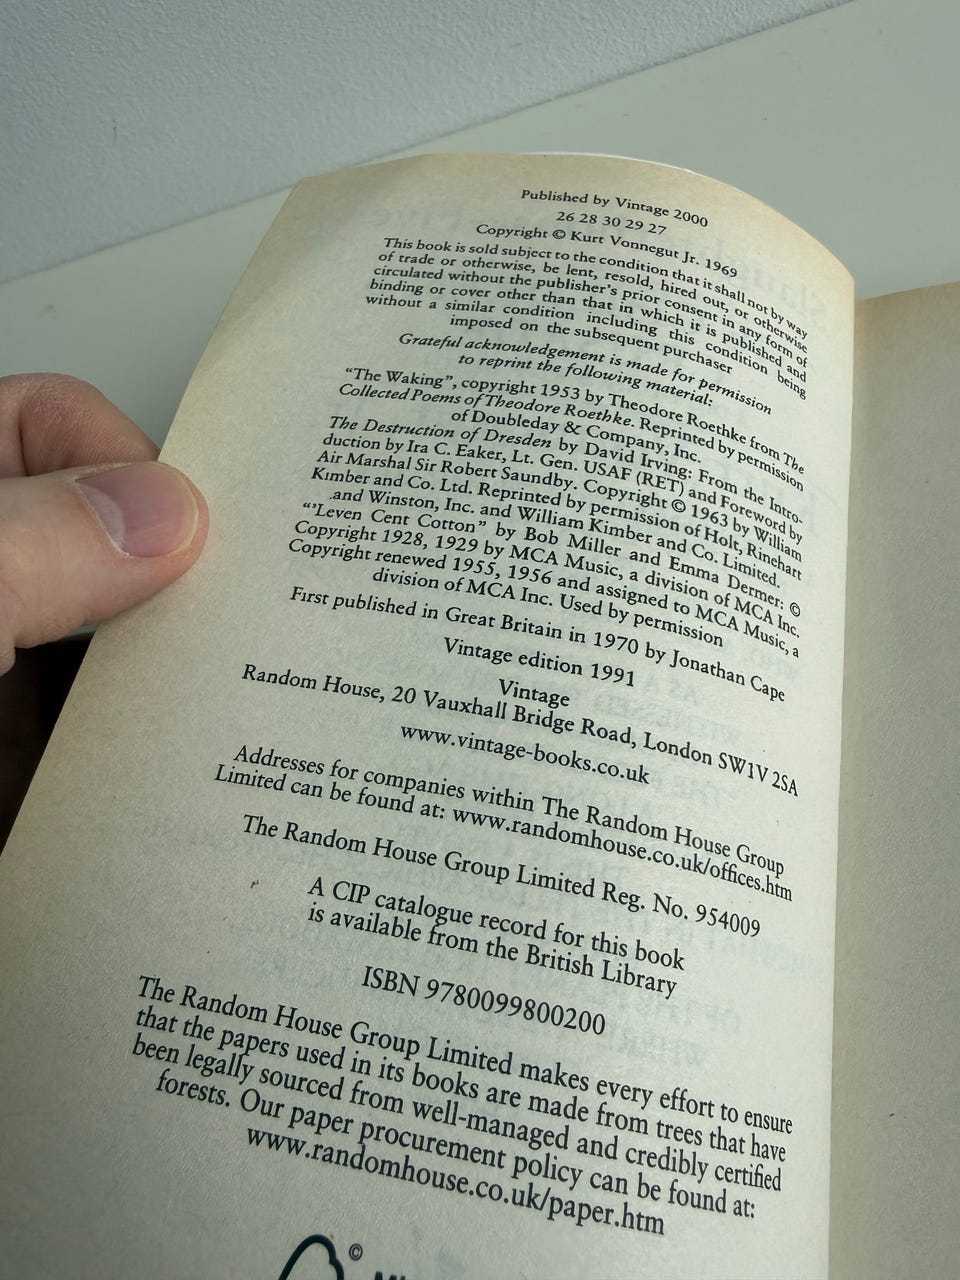 Published by Vintage 2000
26 28 30 29 27
Copyright © Kurt Vonnegut Jr. 1969
This book is sold subject to the condition that it shall not by way
of trade or otherwise, be lent, resold, hired out, or otherwise
circulated without the publisher's prior consent in any form of
binding or cover other than that in which it is published and
without a similar condition including this condition being
imposed on the subsequent purchaser
Grateful acknowledgement is made for permission
to reprint the following material:
"The Waking", copyright 1953 by Theodore Roethke from The
Collected Poems of Theodore Roethke. Reprinted by permission
of Doubleday & Company, Inc.
The Destruction of Dresden by David Irving: From the Intro-
duction by Ira C. Eaker, Lt. Gen. USAF (RET) and Foreword by
Air Marshal Sir Robert Saundby. Copyright © 1963 by William
Kimber and Co. Ltd. Reprinted by permission of Holt, Rinehart
and Winston, Inc. and William Kimber and Co. Limited.
"'Leven Cent Cotton" by Bob Miller and Emma Dermer: ©
Copyright 1928, 1929 by MCA Music, a division of MCA Inc.
Copyright renewed 1955, 1956 and assigned to MCA Music, a
division of MCA Inc. Used by permission
First published in Great Britain in 1970 by Jonathan Cape
Vintage edition 1991
Vintage
Random House, 20 Vauxhall Bridge Road, London SW1V 2SA
www.vintage-books.co.uk
Addresses for companies within The Random House Group
Limited can be found at: www.randomhouse.co.uk/offices.htm
The Random House Group Limited Reg. No. 954009
A CIP catalogue record for this book
is available from the British Library
ISBN 9780099800200
The Random House Group Limited makes every effort to ensure
that the papers used in its books are made from trees that have
been legally sourced from well-managed and credibly certified
forests. Our paper procurement policy can be found at:
www.randomhouse.co.uk/paper.htm
©